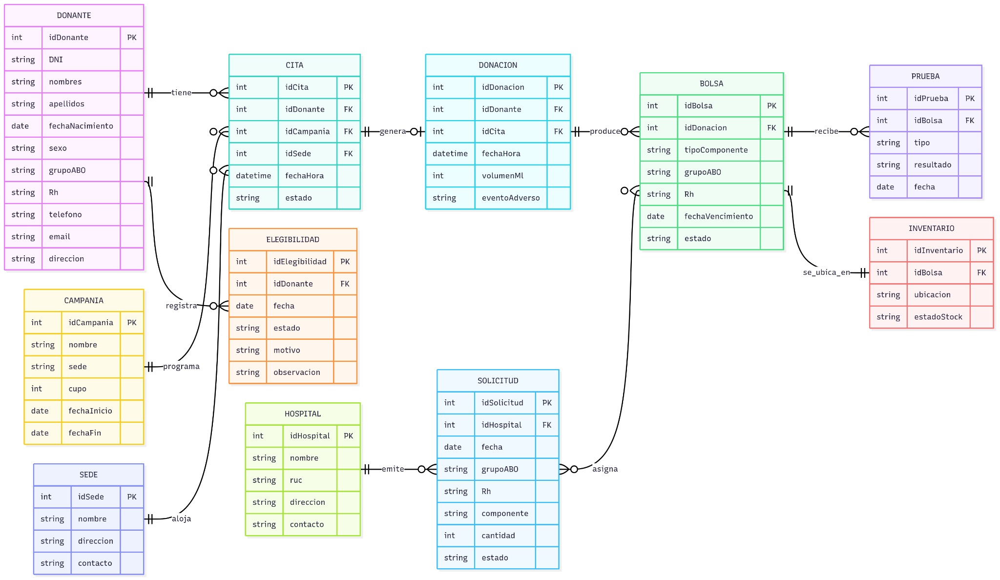 DONANTE
int idDonante PK
string DNI
string nombres
string apellidos
date fechaNacimiento
string sexo
string grupoABO
string Rh
string telefono
string email
string direccion
tiene
registra
CAMPANIA
int idCampania PK
string nombre
string sede
int cupo
date fechaInicio
date fechaFin
programa
SEDE
int idSede PK
string nombre
string direccion
string contacto
aloja
CITA
int idCita PK
int idDonante FK
int idCampania FK
int idSede FK
datetime fechaHora
string estado
genera
ELEGIBILIDAD
int idElegibilidad PK
int idDonante FK
date fecha
string estado
string motivo
string observacion
HOSPITAL
int idHospital PK
string nombre
string ruc
string direccion
string contacto
emite
DONACION
int idDonacion PK
int idDonante FK
int idCita FK
datetime fechaHora
int volumenMl
string eventoAdverso
produce
SOLICITUD
int idSolicitud PK
int idHospital FK
date fecha
string grupoABO
string Rh
string componente
int cantidad
string estado
asigna
BOLSA
int idBolsa PK
int idDonacion FK
string tipoComponente
string grupoABO
string Rh
date fechaVencimiento
string estado
recibe
se_ubica_en
PRUEBA
int idPrueba PK
int idBolsa FK
string tipo
string resultado
date fecha
INVENTARIO
int idInventario PK
int idBolsa FK
string ubicacion
string estadoStock